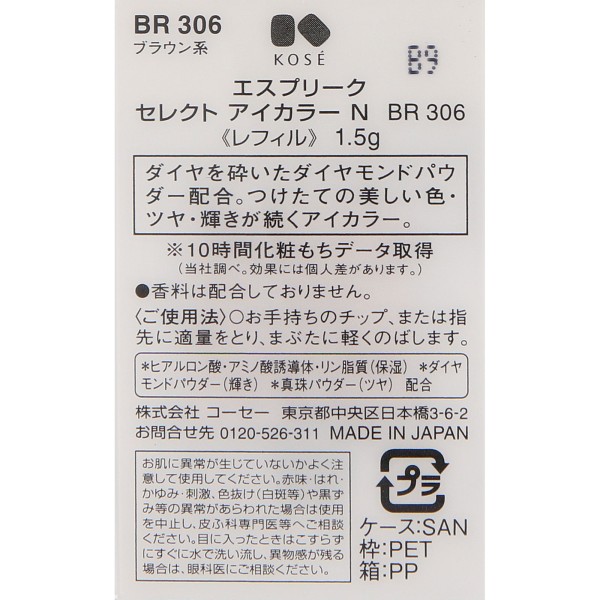 BR 306
ブラウン系
KOSÉ
B9
エスプリーク
セレクト アイカラー N BR 306
《レフィル》 1.5g
ダイヤを砕いたダイヤモンドパウ
ダー配合。つけたての美しい色・
ツヤ・輝きが続くアイカラー。
※10時間化粧もちデータ取得
（当社調べ。効果には個人差があります。）
●香料は配合しておりません。
〈ご使用法〉○お手持ちのチップ、または指
先に適量をとり、まぶたに軽くのばします。
＊ヒアルロン酸・アミノ酸誘導体・リン脂質（保湿） ＊ダイヤ
モンドパウダー（輝き） ＊真珠パウダー（ツヤ） 配合
株式会社 コーセー 東京都中央区日本橋3-6-2
お問合せ先 0120-526-311 MADE IN JAPAN
お肌に異常が生じていないかよく注
意して使用してください。赤味・はれ・
かゆみ・刺激、色抜け（白斑等）や黒ず
み等の異常があらわれた場合は使用
を中止し、皮ふ科専門医等へご相談
ください。目に入ったときはこすらず
にすぐに水で洗い流し、異物感が残る
場合は、眼科医にご相談ください。
プラ
ケース:SAN
枠:PET
箱:PP